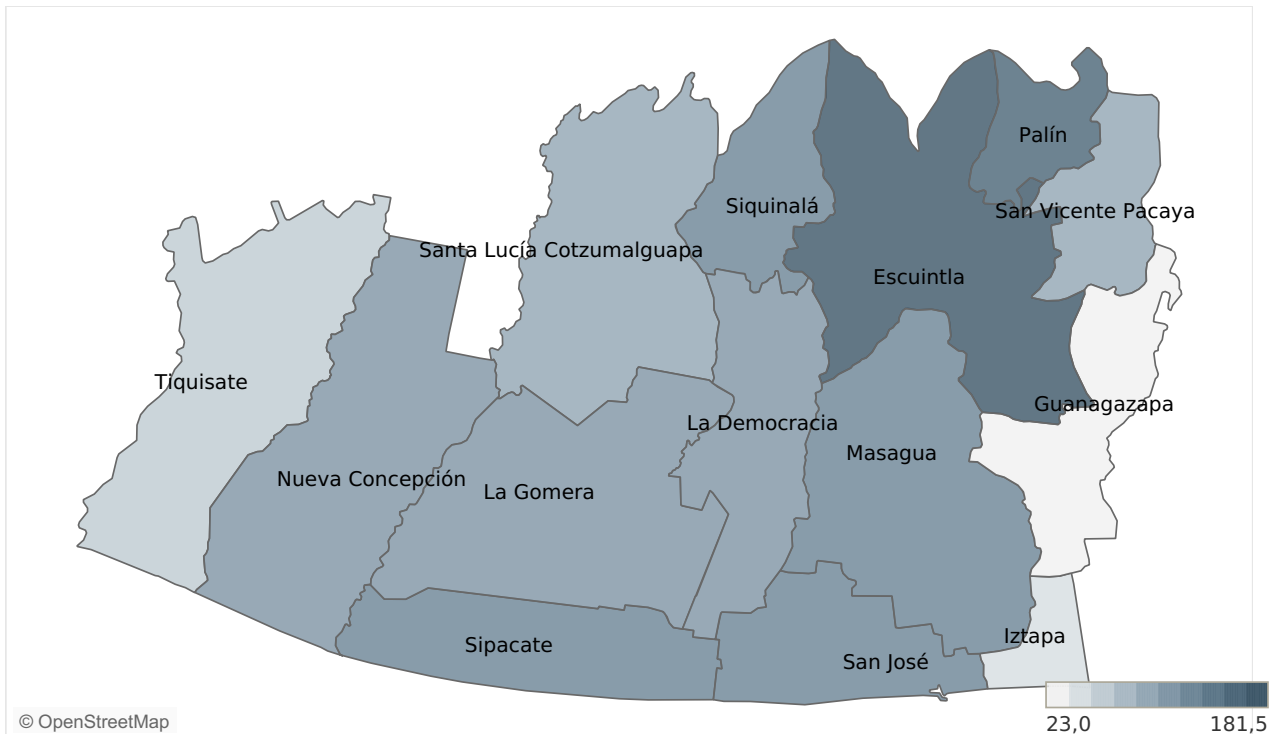 Palín
Siquinalá
San Vicente Pacaya
Santa Lucía Cotzumalguapa
Escuintla
Tiquisate
Guanagazapa
La Democracia
Masagua
Nueva Concepción
La Gomera
Iztapa
Sipacate
San José
© OpenStreetMap
23,0
181,5